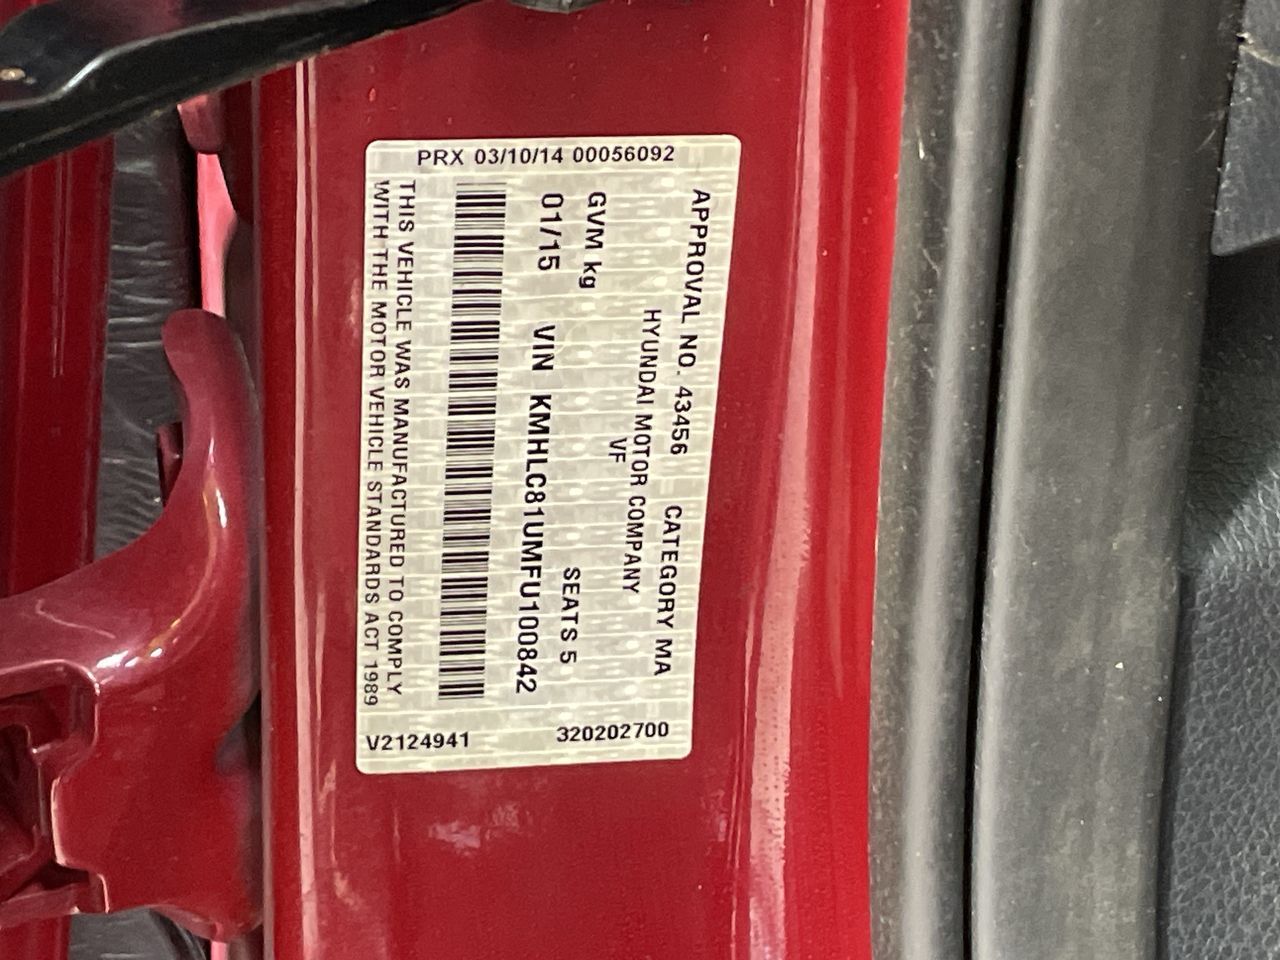 PRX 03/10/14 00056092
APPROVAL NO. 43456 CATEGORY MA
HYUNDAI MOTOR COMPANY
VF
GVM kg SEATS 5
01/15 VIN KMHLC81UMFU100842
THIS VEHICLE WAS MANUFACTURED TO COMPLY
WITH THE MOTOR VEHICLE STANDARDS ACT 1989
V2124941 320202700